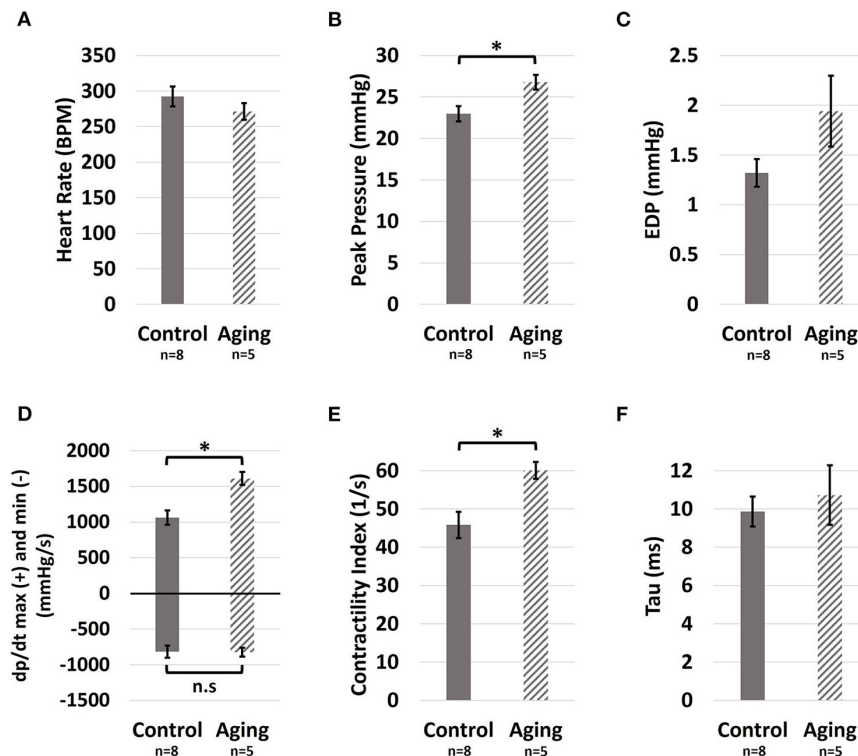 A
Heart Rate (BPM)
350
300
250
200
150
100
50
0
Control Aging
n=8 n=5
B
Peak Pressure (mmHg)
30
25
20
15
10
5
0
*
Control Aging
n=8 n=5
C
EDP (mmHg)
2.5
2
1.5
1
0.5
0
Control Aging
n=8 n=5
D
dp/dt max (+) and min (-)
(mmHg/s)
2000
1500
1000
500
0
-500
-1000
-1500
*
n.s
Control Aging
n=8 n=5
E
Contractility Index (1/s)
60
50
40
30
20
10
0
*
Control Aging
n=8 n=5
F
Tau (ms)
12
10
8
6
4
2
0
Control Aging
n=8 n=5